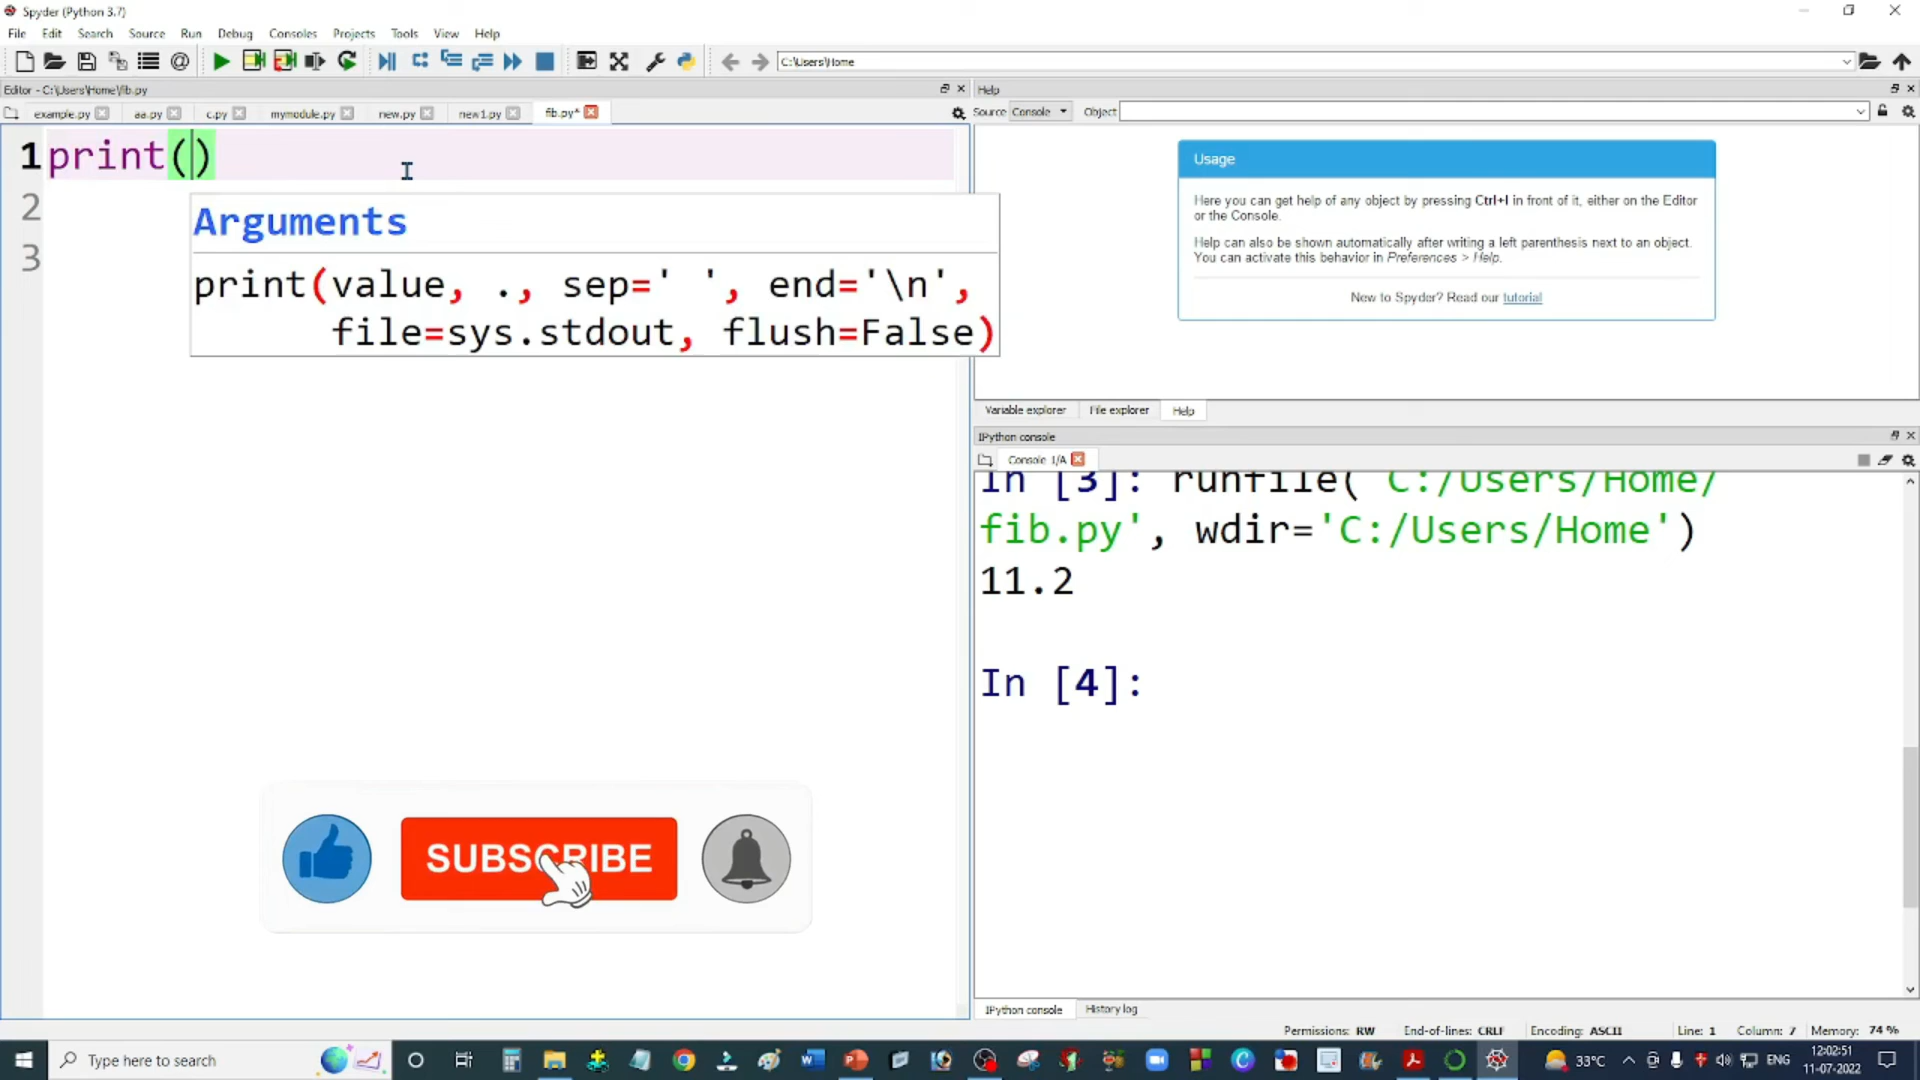 Spyder (Python 3.7)
File Edit Search Source Run Debug Consoles Projects Tools View Help
C:\Users\Home
Editor - C:\Users\Home\fib.py
example.py aa.py c.py mymodule.py new.py new1.py fib.py*
1 print()
2
3
Arguments
print(value, ., sep=' ', end='\n',
file=sys.stdout, flush=False)
SUBSCRIBE
Help
Source Console Object
Usage
Here you can get help of any object by pressing Ctrl+I in front of it, either on the Editor
or the Console.
Help can also be shown automatically after writing a left parenthesis next to an object.
You can activate this behavior in Preferences > Help.
New to Spyder? Read our tutorial
Variable explorer File explorer Help
IPython console
Console 1/A
In [3]: runfile('C:/Users/Home/
fib.py', wdir='C:/Users/Home')
11.2
In [4]:
IPython console History log
Permissions: RW End-of-lines: CRLF Encoding: ASCII Line: 1 Column: 7 Memory: 74 %
Type here to search
33°C ENG
12:02:51
11-07-2022